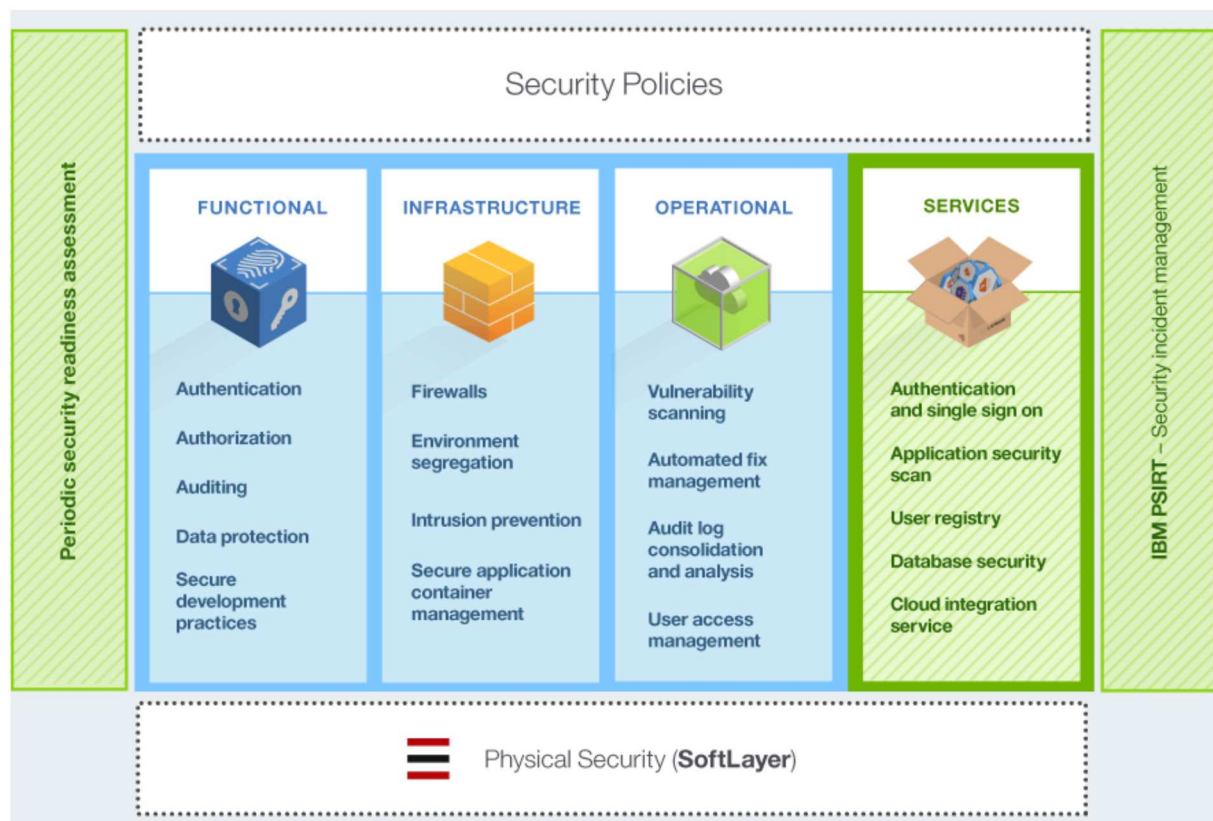 Security Policies
Periodic security readiness assessment
FUNCTIONAL
Authentication
Authorization
Auditing
Data protection
Secure
development
practices
INFRASTRUCTURE
Firewalls
Environment
segregation
Intrusion prevention
Secure application
container
management
OPERATIONAL
Vulnerability
scanning
Automated fix
management
Audit log
consolidation
and analysis
User access
management
SERVICES
Authentication
and single sign on
Application security
scan
User registry
Database security
Cloud integration
service
IBM PSIRT – Security incident management
Physical Security (SoftLayer)